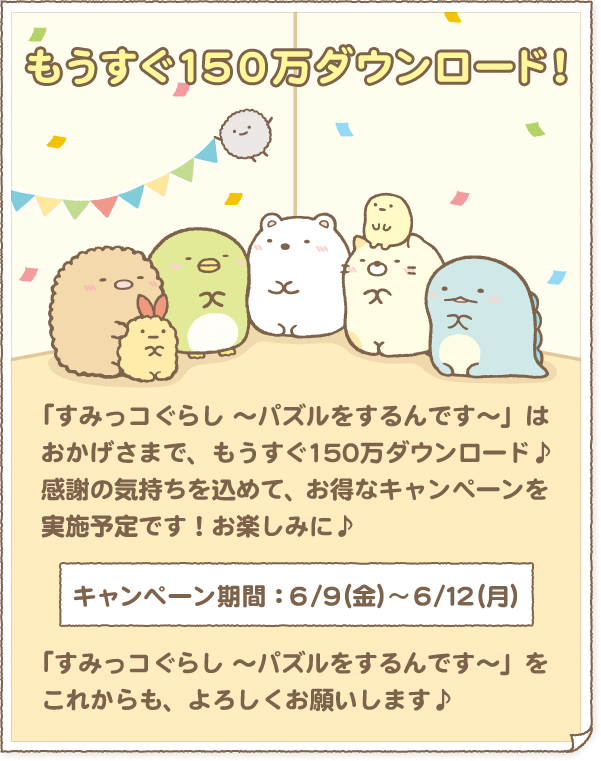 もうすぐ150万ダウンロード!
「すみっコぐらし ～パズルをするんです～」は
おかげさまで、もうすぐ150万ダウンロード♪
感謝の気持ちを込めて、お得なキャンペーンを
実施予定です！お楽しみに♪
キャンペーン期間：6/9(金)～6/12(月)
「すみっコぐらし ～パズルをするんです～」を
これからも、よろしくお願いします♪